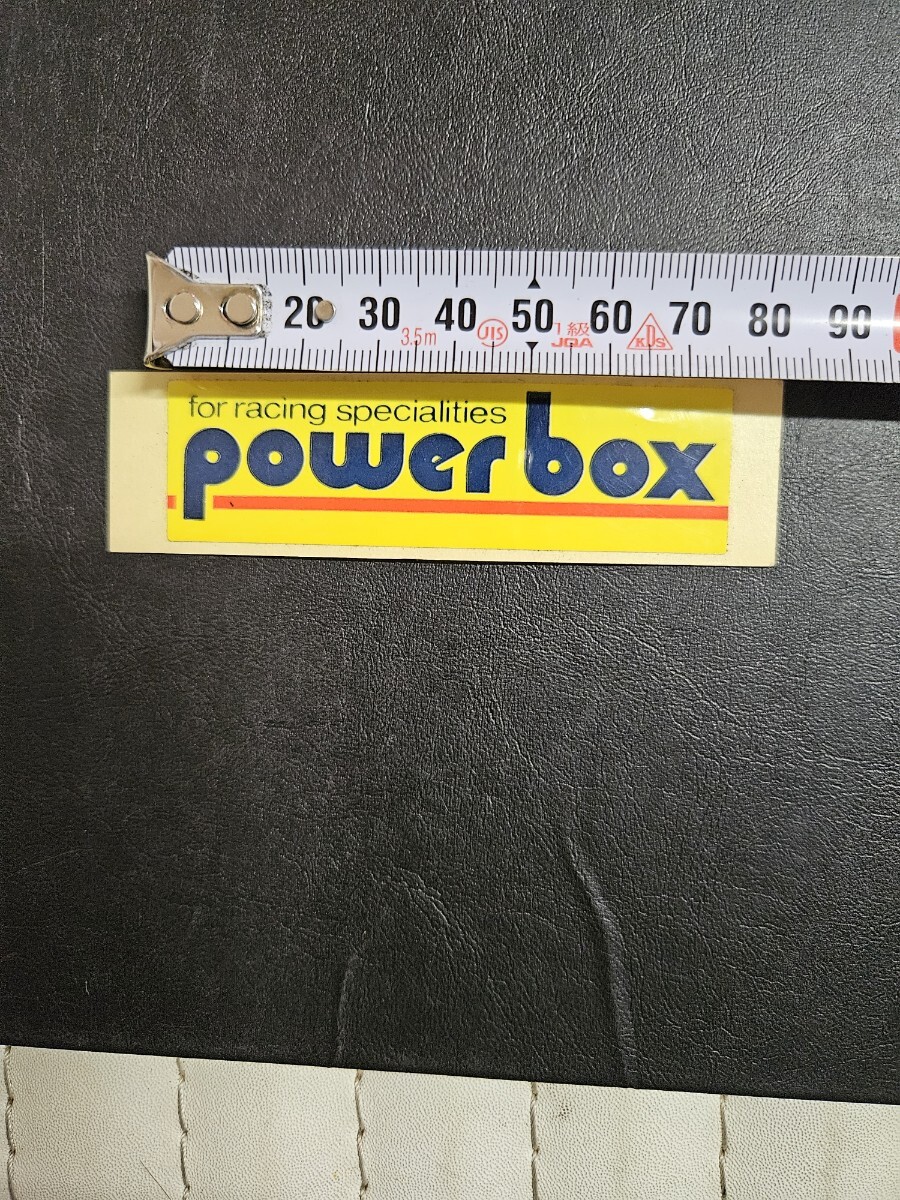 20 30 40 50 60 70 80 90
3.5m JIS 1級 JQA KDS
for racing specialities
power box